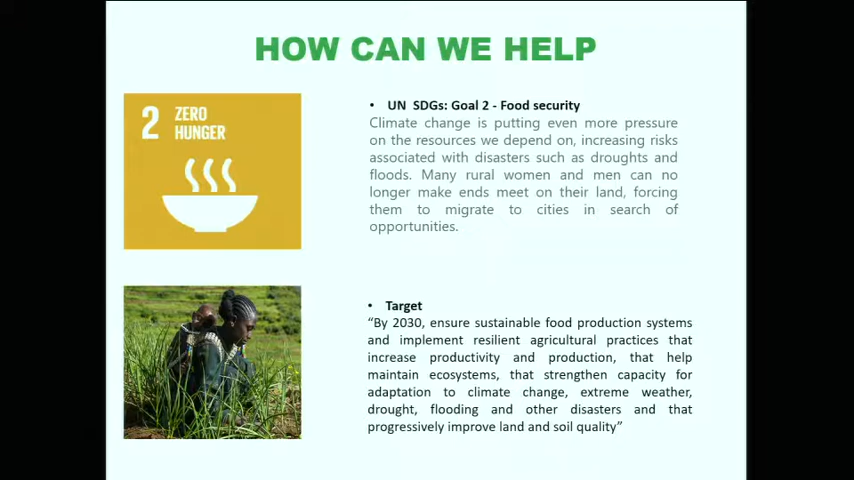 HOW CAN WE HELP
2 ZERO
HUNGER
• UN SDGs: Goal 2 - Food security
Climate change is putting even more pressure
on the resources we depend on, increasing risks
associated with disasters such as droughts and
floods. Many rural women and men can no
longer make ends meet on their land, forcing
them to migrate to cities in search of
opportunities.
• Target
“By 2030, ensure sustainable food production systems
and implement resilient agricultural practices that
increase productivity and production, that help
maintain ecosystems, that strengthen capacity for
adaptation to climate change, extreme weather,
drought, flooding and other disasters and that
progressively improve land and soil quality”